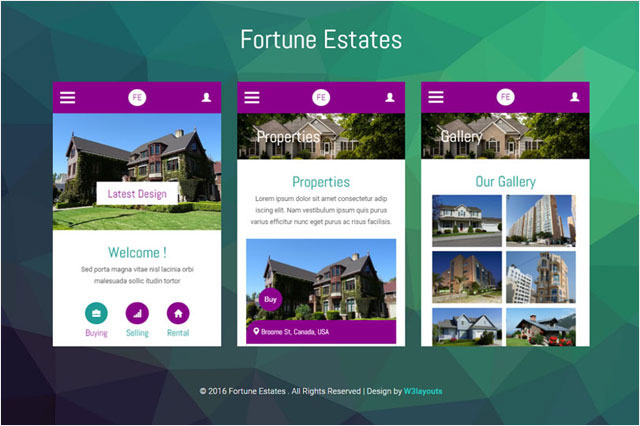 Fortune Estates
FE
Latest Design
Welcome !
Sed porta magna vitae nisl lacinia orbi
malesuada sollic itudin tortor
Buying
Selling
Rental
FE
Properties
Properties
Lorem ipsum dolor sit amet consectetur adip
iscing elit. Nam vestibulum ipsum quis purus
varius efficitur nunc eget purus ac risus facilisis.
Buy
Broome St, Canada, USA
FE
Gallery
Our Gallery
© 2016 Fortune Estates . All Rights Reserved | Design by W3layouts